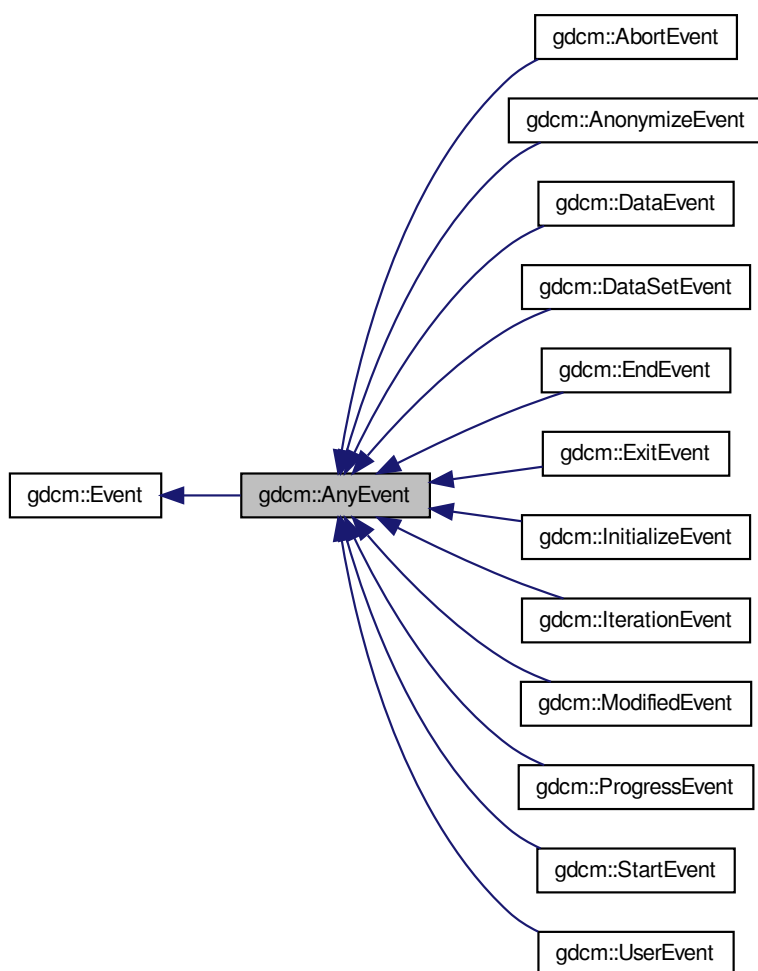 gdcm::AbortEvent
gdcm::AnonymizeEvent
gdcm::DataEvent
gdcm::DataSetEvent
gdcm::EndEvent
gdcm::ExitEvent
gdcm::Event
gdcm::AnyEvent
gdcm::InitializeEvent
gdcm::IterationEvent
gdcm::ModifiedEvent
gdcm::ProgressEvent
gdcm::StartEvent
gdcm::UserEvent